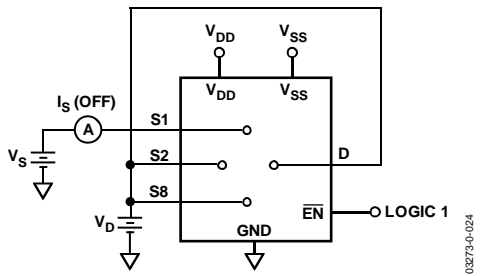 VDD
VSS
VDD
VSS
IS (OFF)
A
S1
VS
S2
D
S8
VD
EN
LOGIC 1
GND
03273-0-024